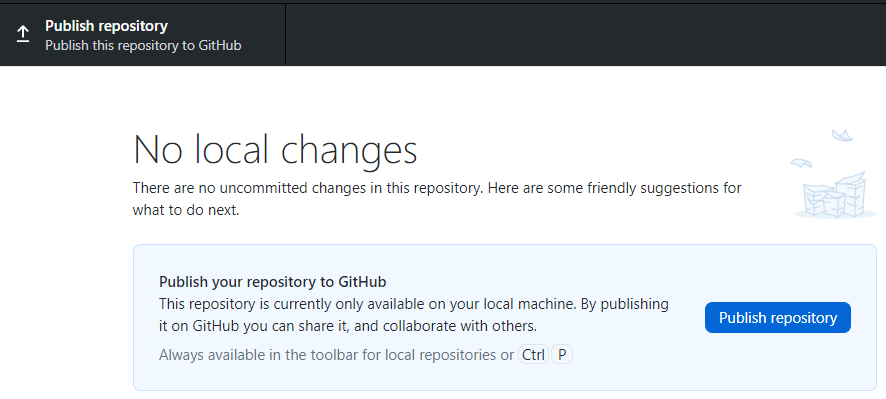 Publish repository
Publish this repository to GitHub
No local changes
There are no uncommitted changes in this repository. Here are some friendly suggestions for
what to do next.
Publish your repository to GitHub
This repository is currently only available on your local machine. By publishing
it on GitHub you can share it, and collaborate with others.
Publish repository
Always available in the toolbar for local repositories or Ctrl P